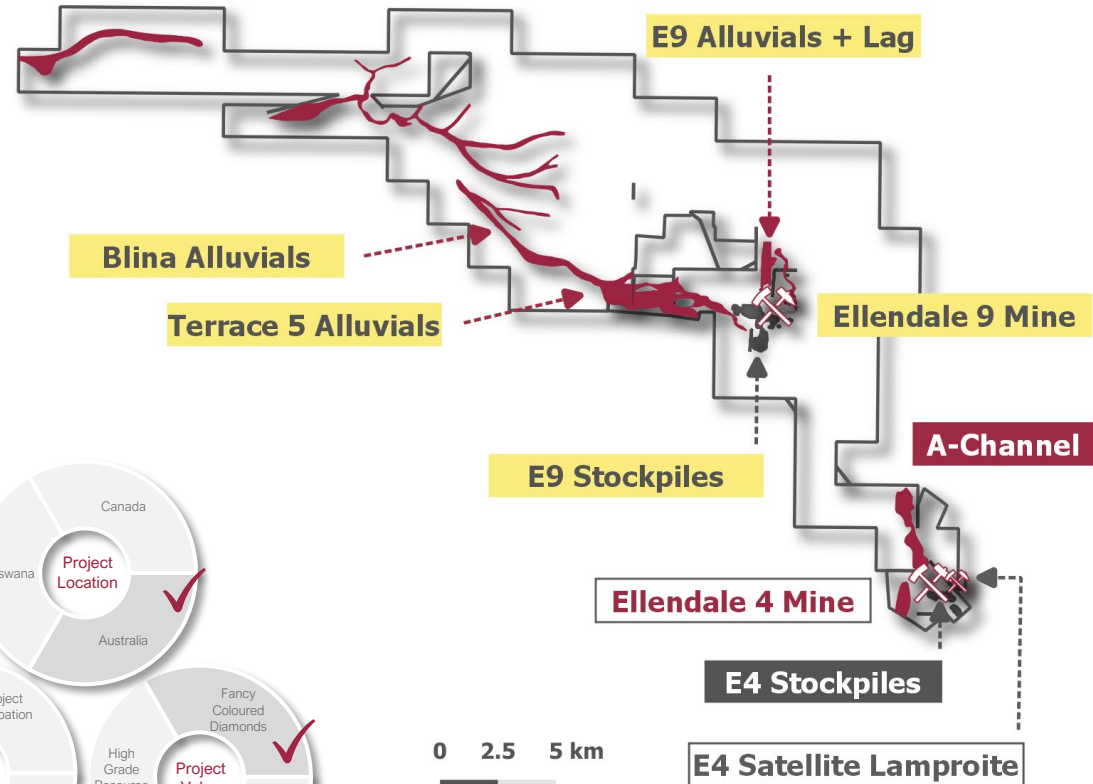 E9 Alluvials + Lag
Blina Alluvials
Terrace 5 Alluvials
Ellendale 9 Mine
E9 Stockpiles
A-Channel
Ellendale 4 Mine
E4 Stockpiles
E4 Satellite Lamproite
0 2.5 5 km
Canada
Project
Location
Australia
Fancy
Coloured
Diamonds
High
Grade
Project